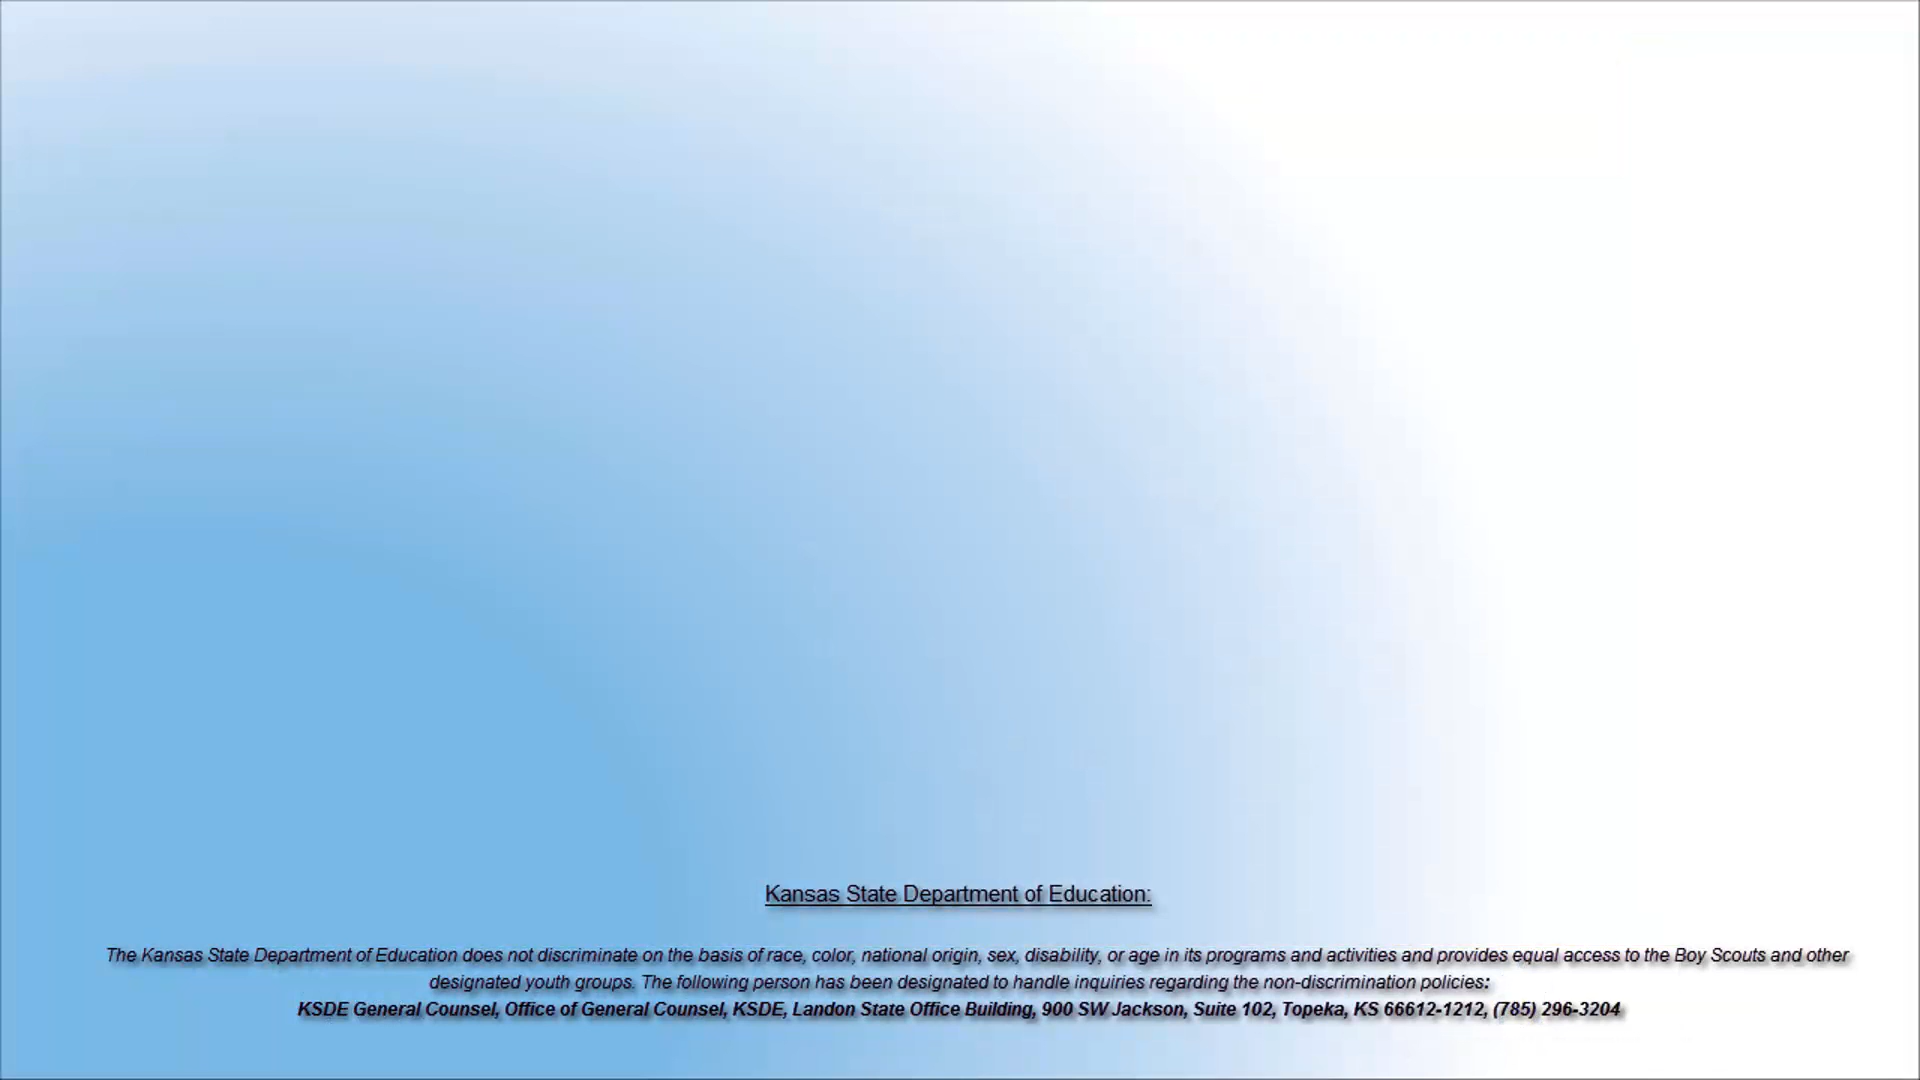 Kansas State Department of Education:
The Kansas State Department of Education does not discriminate on the basis of race, color, national origin, sex, disability, or age in its programs and activities and provides equal access to the Boy Scouts and other
designated youth groups. The following person has been designated to handle inquiries regarding the non-discrimination policies:
KSDE General Counsel, Office of General Counsel, KSDE, Landon State Office Building, 900 SW Jackson, Suite 102, Topeka, KS 66612-1212, (785) 296-3204